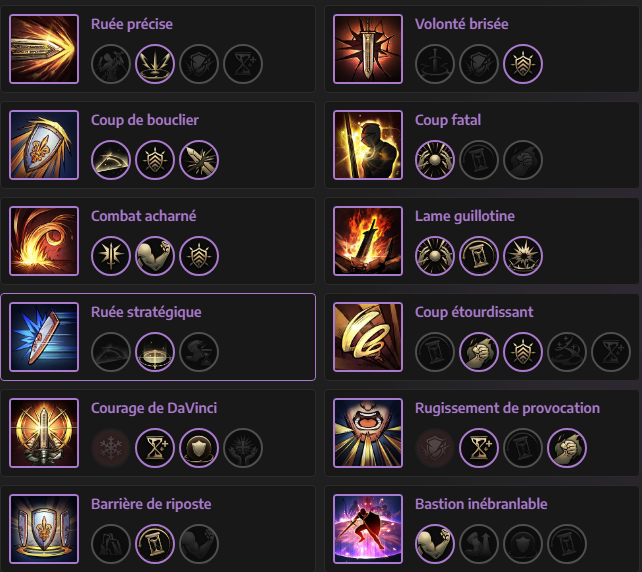 Ruée précise
Volonté brisée
Coup de bouclier
Coup fatal
Combat acharné
Lame guillotine
Ruée stratégique
Coup étourdissant
Courage de DaVinci
Rugissement de provocation
Barrière de riposte
Bastion inébranlable